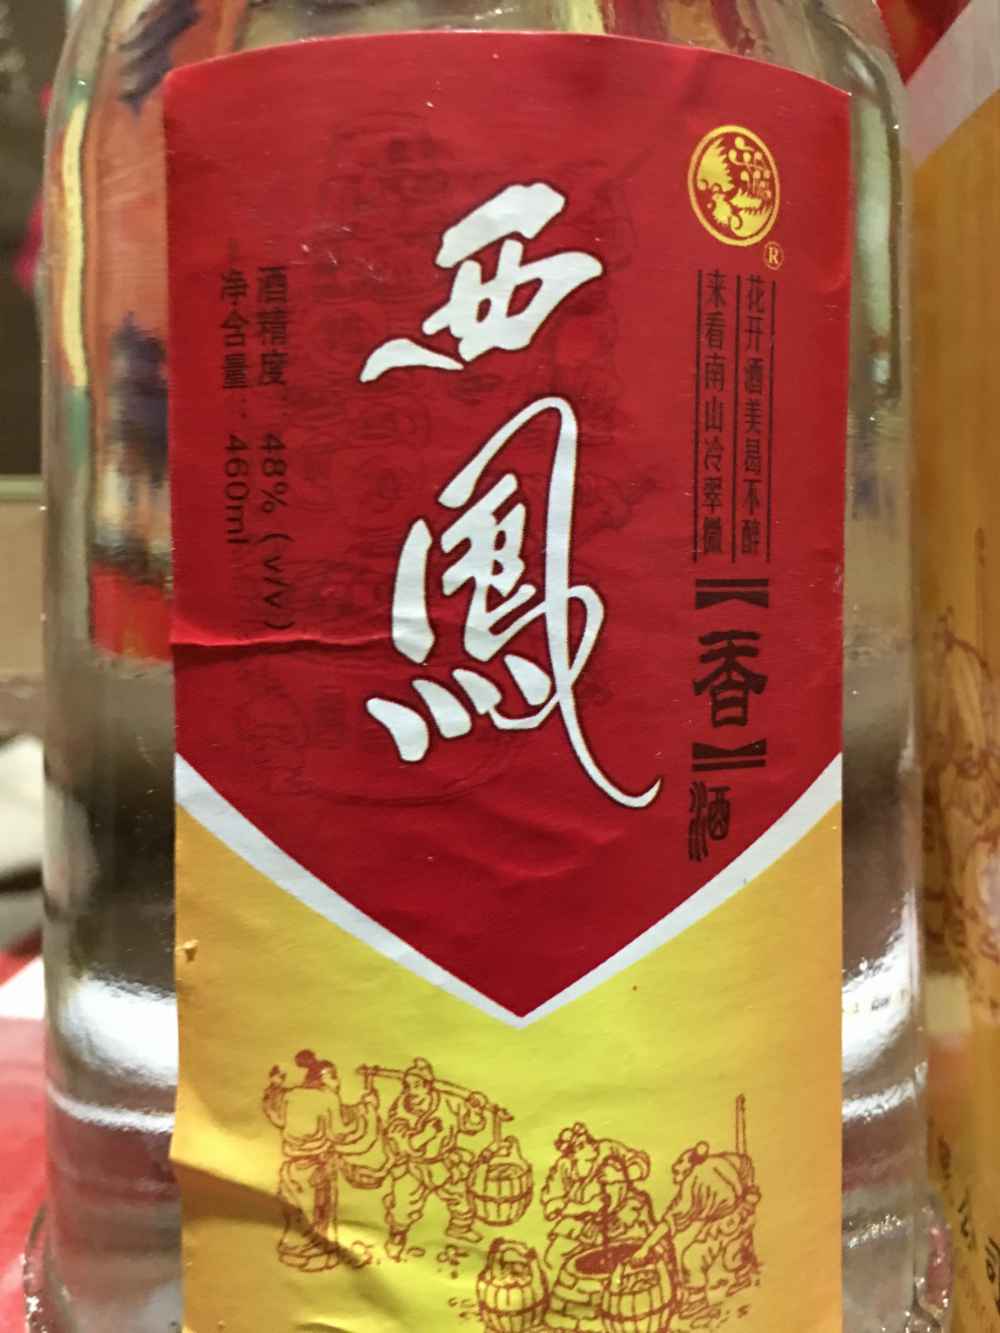 花开酒美曷不醉
来看南山冷翠微
【香】酒
西凤
酒精度：48%（v/v）
净含量：460ml
®